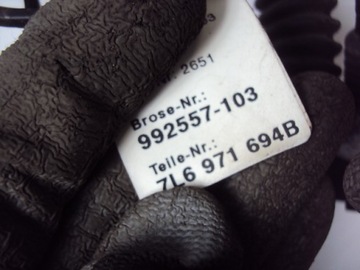 2651
Brose-Nr.:
992557-103
Teile-Nr.:
7L6 971 694B